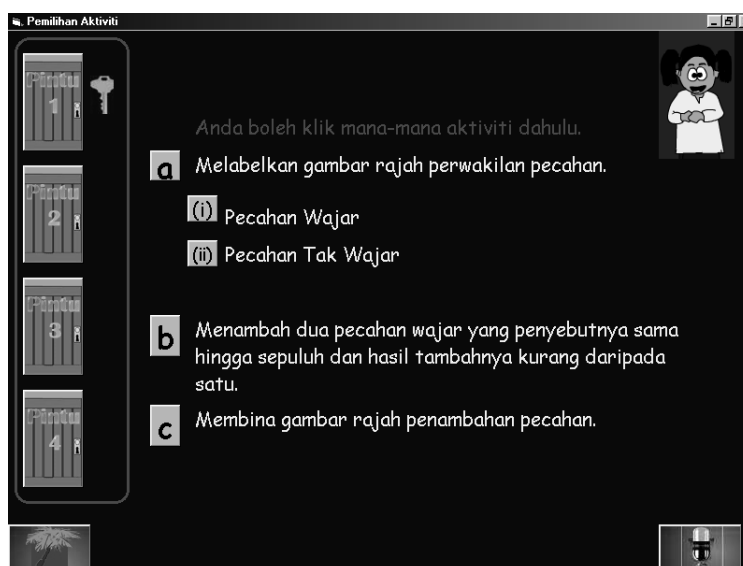 Pemilihan Aktiviti
Pintu
1
Pintu
2
Pintu
3
Pintu
4
Anda boleh klik mana-mana aktiviti dahulu.
a Melabelkan gambar rajah perwakilan pecahan.
(i) Pecahan Wajar
(ii) Pecahan Tak Wajar
b Menambah dua pecahan wajar yang penyebutnya sama
hingga sepuluh dan hasil tambahnya kurang daripada
satu.
c Membina gambar rajah penambahan pecahan.